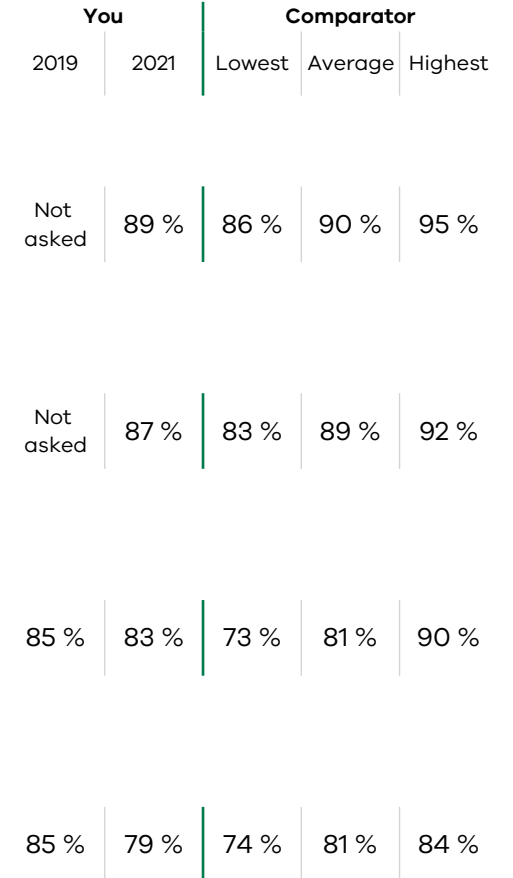 You Comparator
2019 2021 Lowest Average Highest
Not
asked 89 % 86 % 90 % 95 %
Not
asked 87 % 83 % 89 % 92 %
85 % 83 % 73 % 81 % 90 %
85 % 79 % 74 % 81 % 84 %